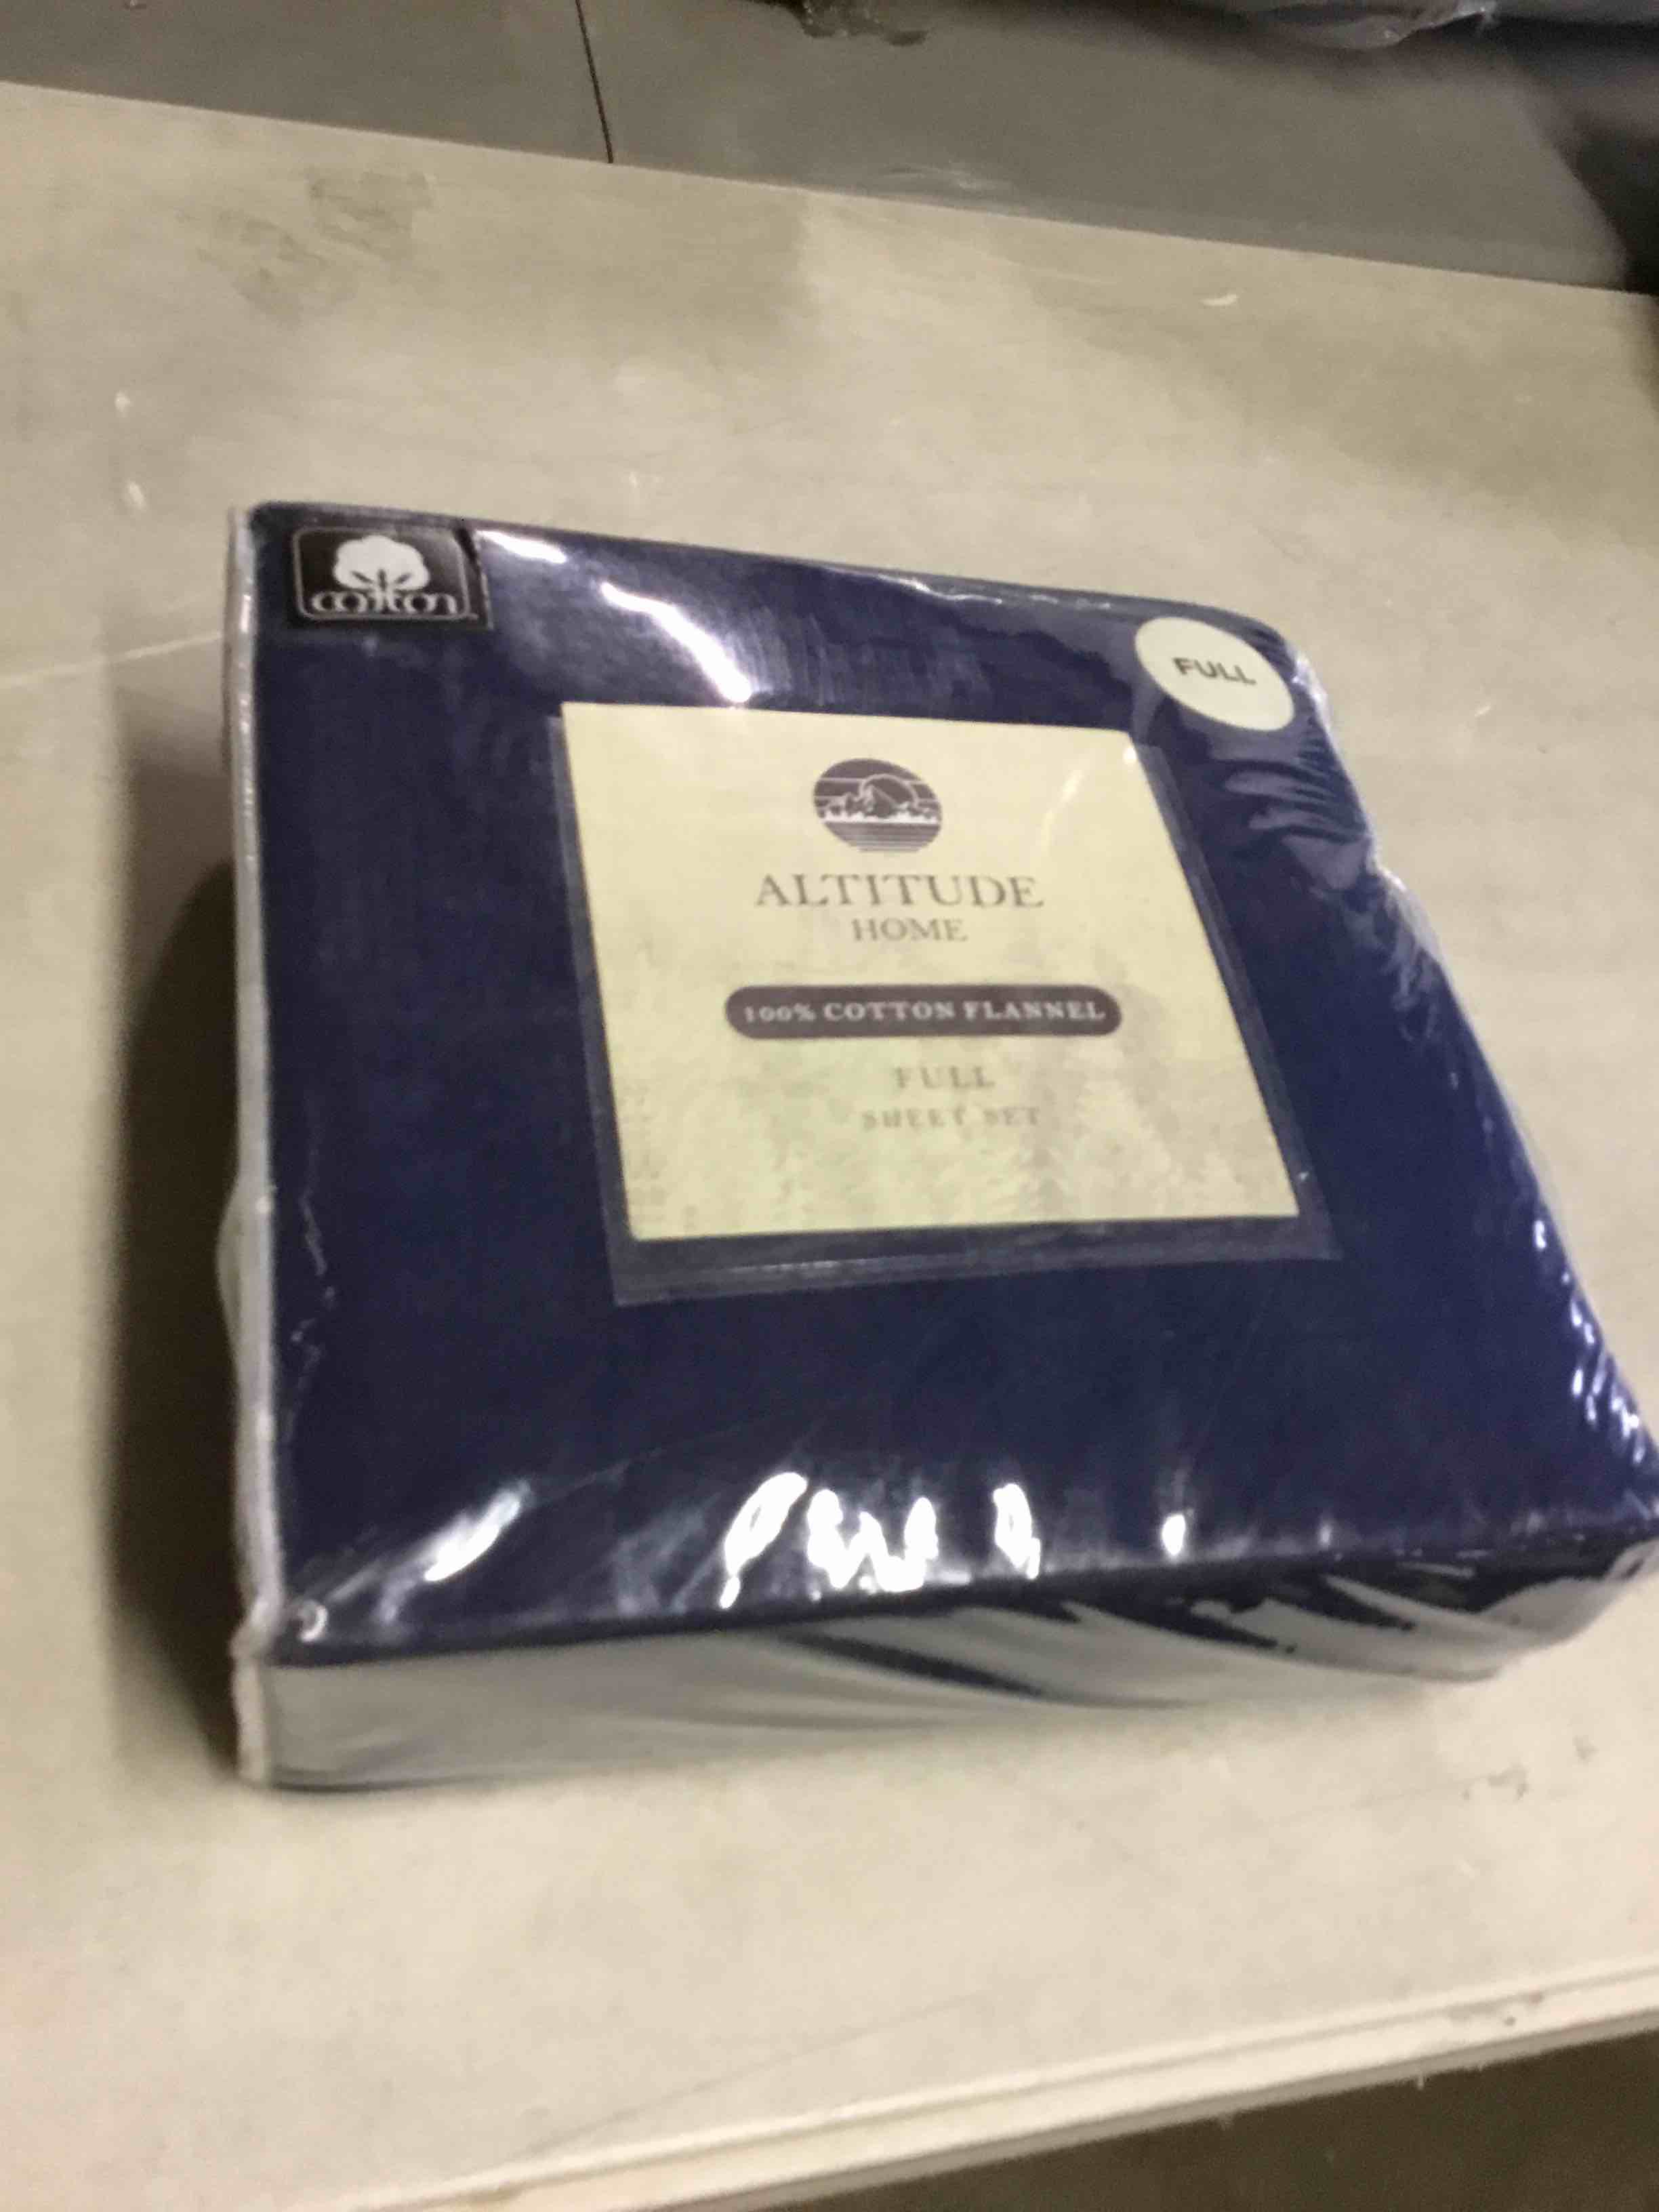 cotton
FULL
ALTITUDE
HOME
100% COTTON FLANNEL
FULL
SHEET SET